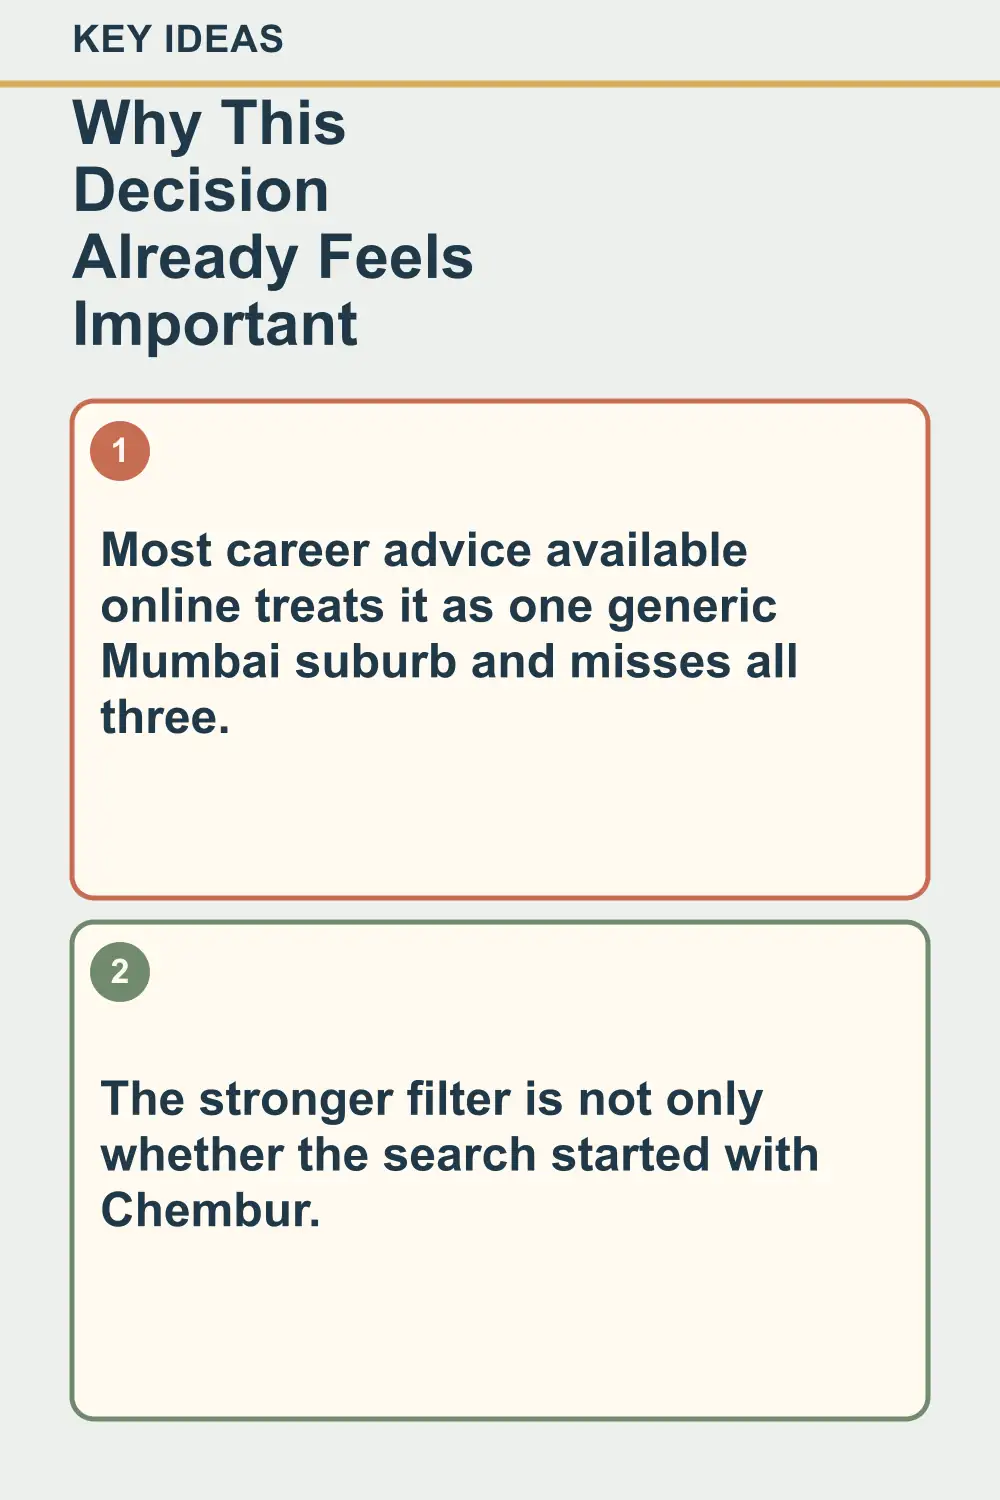 KEY IDEAS
Why This
Decision
Already Feels
Important
1
Most career advice available
online treats it as one generic
Mumbai suburb and misses all
three.
2
The stronger filter is not only
whether the search started with
Chembur.